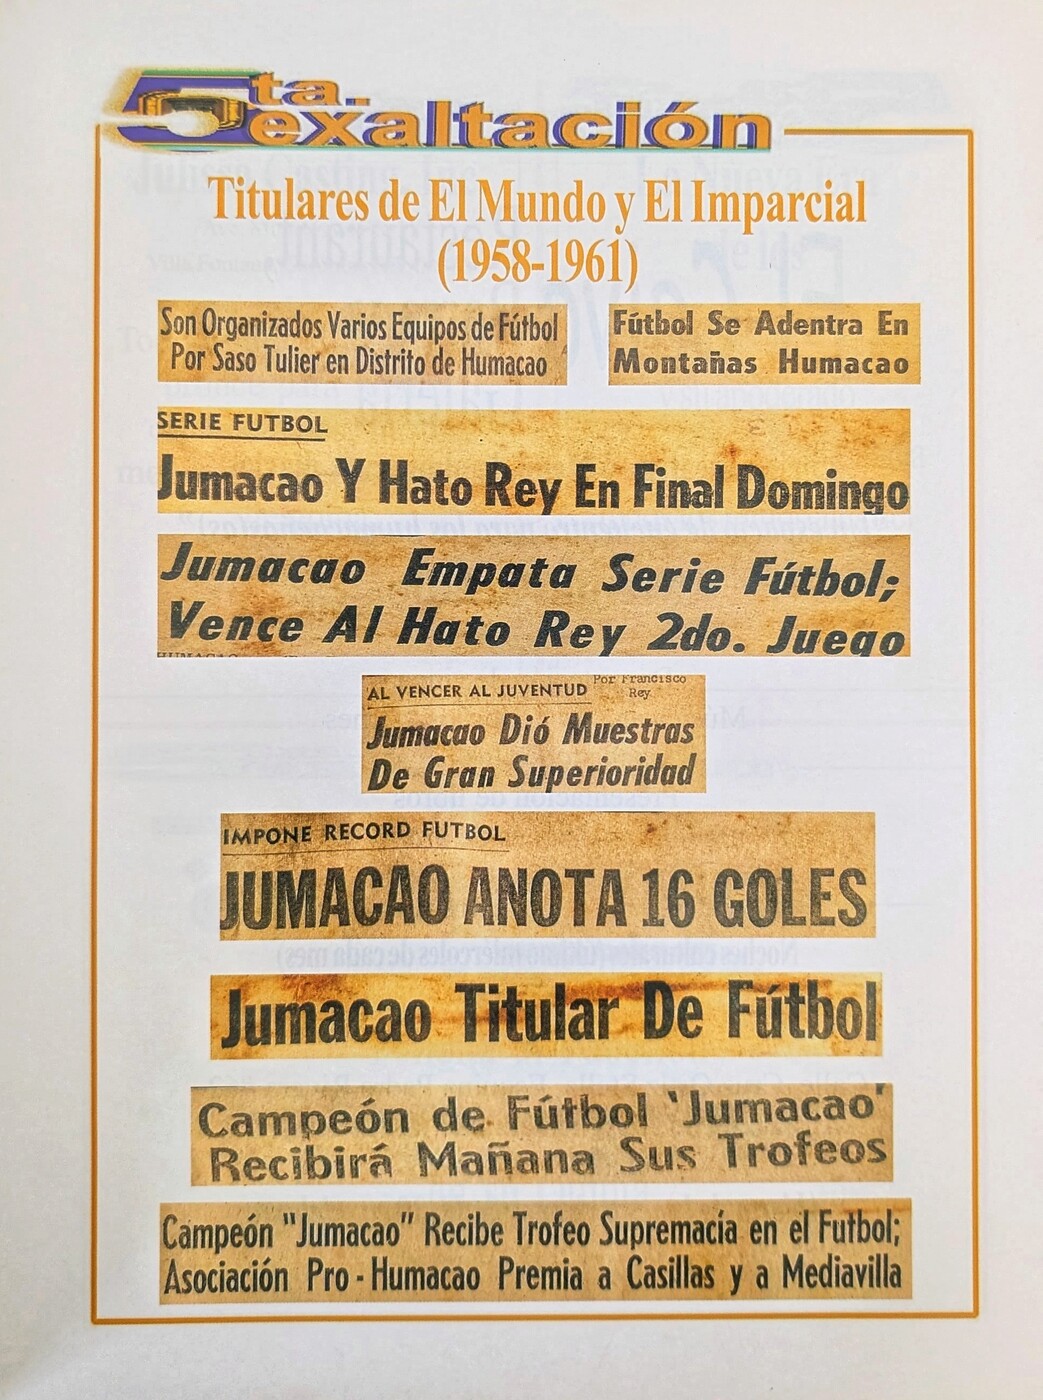 5ta.
exaltación
Titulares de El Mundo y El Imparcial
(1958-1961)
Son Organizados Varios Equipos de Fútbol
Por Saso Tulier en Distrito de Humacao
Fútbol Se Adentra En
Montañas Humacao
SERIE FUTBOL
Jumacao Y Hato Rey En Final Domingo
Jumacao Empata Serie Fútbol;
Vence Al Hato Rey 2do. Juego
HUMACAO
AL VENCER AL JUVENTUD
Por Francisco
Rey
Jumacao Dió Muestras
De Gran Superioridad
IMPONE RECORD FUTBOL
JUMACAO ANOTA 16 GOLES
Jumacao Titular De Fútbol
Campeón de Fútbol 'Jumacao'
Recibirá Mañana Sus Trofeos
Campeón "Jumacao" Recibe Trofeo Supremacía en el Futbol;
Asociación Pro - Humacao Premia a Casillas y a Mediavilla